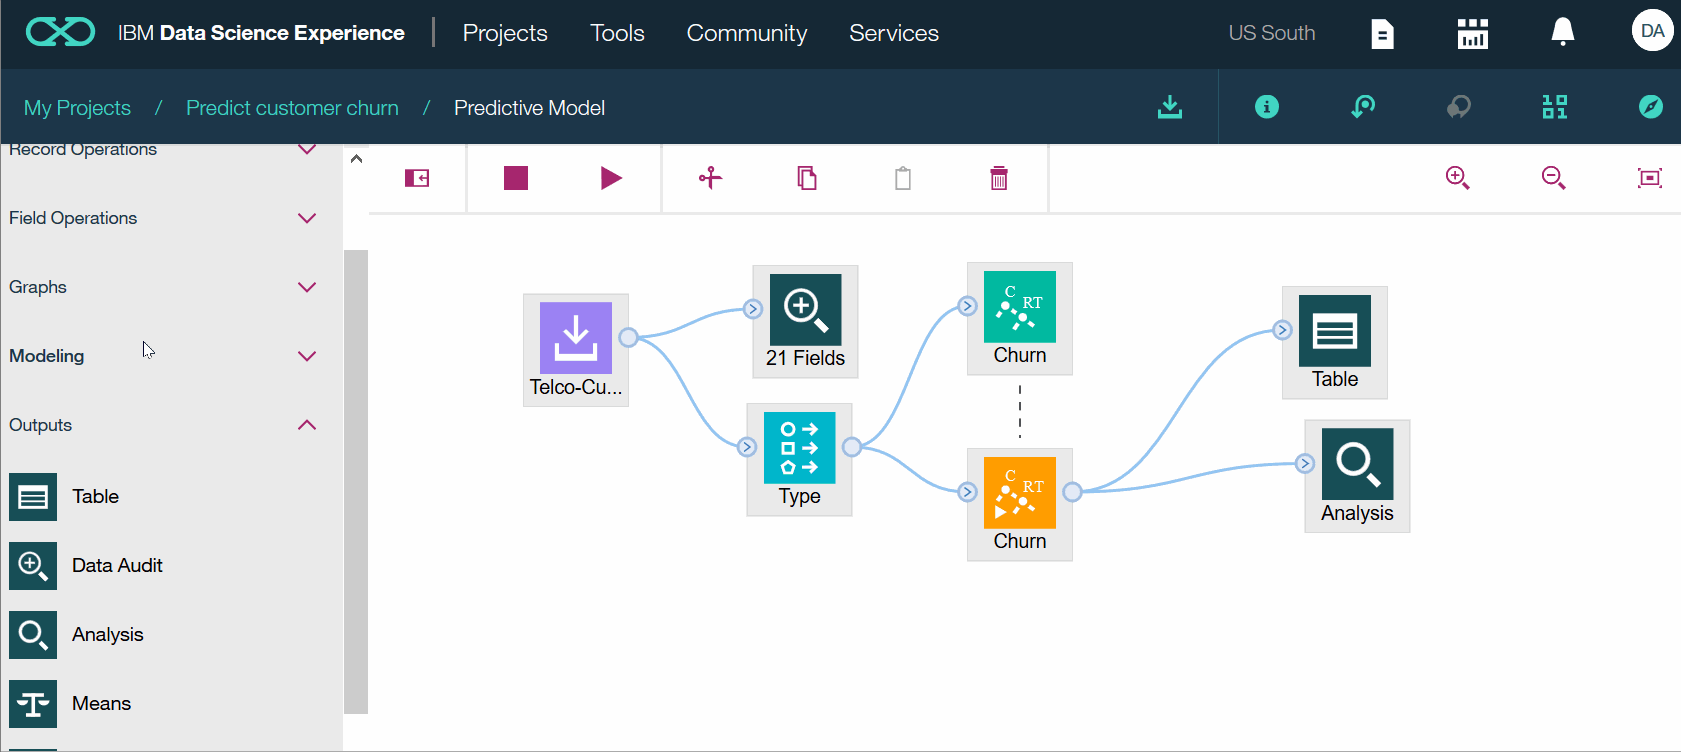 IBM Data Science Experience
Projects
Tools
Community
Services
US South
DA
My Projects / Predict customer churn / Predictive Model
Record Operations
Field Operations
Graphs
Modeling
Outputs
Table
Data Audit
Analysis
Means
Telco-Cu...
21 Fields
Type
C
RT
Churn
C
RT
Churn
Table
Analysis